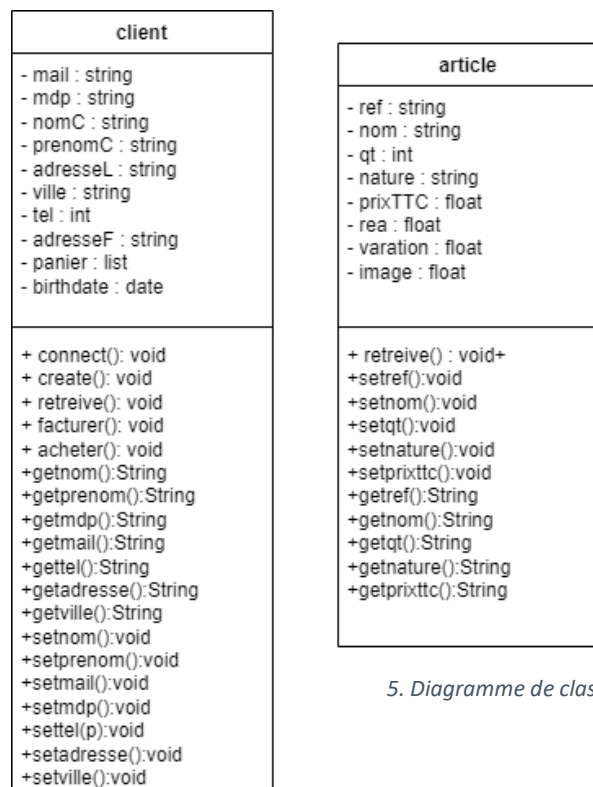 client
- mail : string
- mdp : string
- nomC : string
- prenomC : string
- adresseL : string
- ville : string
- tel : int
- adresseF : string
- panier : list
- birthdate : date
+ connect(): void
+ create(): void
+ retreive(): void
+ facturer(): void
+ acheter(): void
+getnom():String
+getprenom():String
+getmdp():String
+getmail():String
+gettel():String
+getadresse():String
+getville():String
+setnom():void
+setprenom():void
+setmail():void
+setmdp():void
+settel(p):void
+setadresse():void
+setville():void
article
- ref : string
- nom : string
- qt : int
- nature : string
- prixTTC : float
- rea : float
- varation : float
- image : float
+ retreive() : void+
+setref():void
+setnom():void
+setqt():void
+setnature():void
+setprixttc():void
+getref():String
+getnom():String
+getqt():String
+getnature():String
+getprixttc():String
5. Diagramme de clas